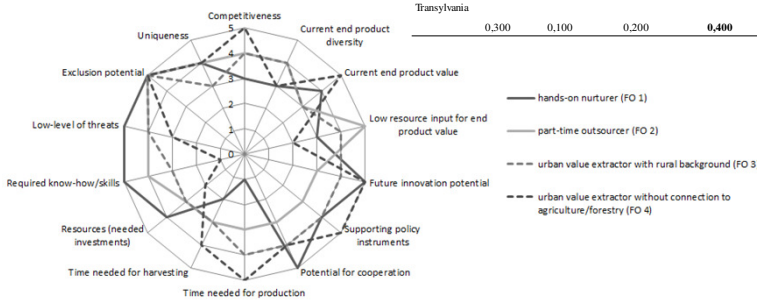 Transylvania
0,300 0,100 0,200 0,400
Competitiveness
Uniqueness
Current end product
diversity
Exclusion potential
Current end product value
Low-level of threats
Low resource input for end
product value
Required know-how/skills
Future innovation potential
Resources (needed
investments)
Supporting policy
instruments
Time needed for harvesting
Potential for cooperation
Time needed for production
5
4
3
2
1
0
hands-on nurturer (FO 1)
part-time outsourcer (FO 2)
urban value extractor with rural background (FO 3
urban value extractor without connection to
agriculture/forestry (FO 4)